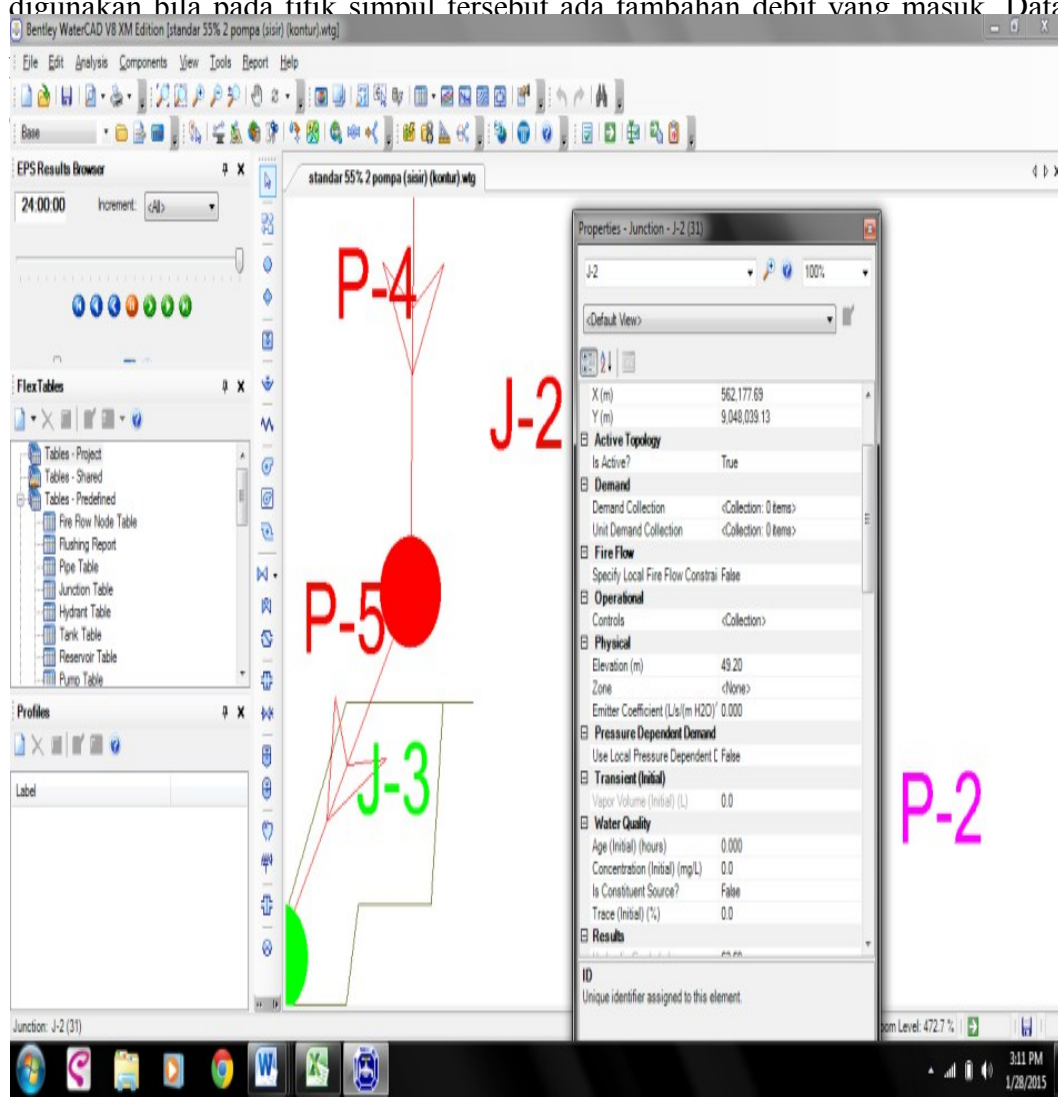 digunakan bila pada titik simpul tersebut ada tambahan debit yang masuk. Data
Bentley WaterCAD V8 XM Edition [standar 55% 2 pompa (sisir) (kontur).wtg]
File Edit Analysis Components View Tools Report Help
Base
EPS Results Browser
24:00:00 Increment: <All>
FlexTables
Tables - Project
Tables - Shared
Tables - Predefined
Fire Flow Node Table
Flushing Report
Pipe Table
Junction Table
Hydrant Table
Tank Table
Reservoir Table
Pump Table
Profiles
Label
standar 55% 2 pompa (sisir) (kontur).wtg
P-4
J-2
P-5
J-3
P-2
Properties - Junction - J-2 (31)
J-2 100%
<Default View>
X (m) 562,177.69
Y (m) 9,048,039.13
Active Topology
Is Active? True
Demand
Demand Collection <Collection: 0 items>
Unit Demand Collection <Collection: 0 items>
Fire Flow
Specify Local Fire Flow Constrai False
Operational
Controls <Collection>
Physical
Elevation (m) 49.20
Zone <None>
Emitter Coefficient (L/s/(m H2O)^ 0.000
Pressure Dependent Demand
Use Local Pressure Dependent D False
Transient (Initial)
Vapor Volume (Initial) (L) 0.0
Water Quality
Age (Initial) (hours) 0.000
Concentration (Initial) (mg/L) 0.0
Is Constituent Source? False
Trace (Initial) (%) 0.0
Results
ID
Unique identifier assigned to this element.
Junction: J-2 (31)
oom Level: 472.7 %
3:11 PM
1/28/2015